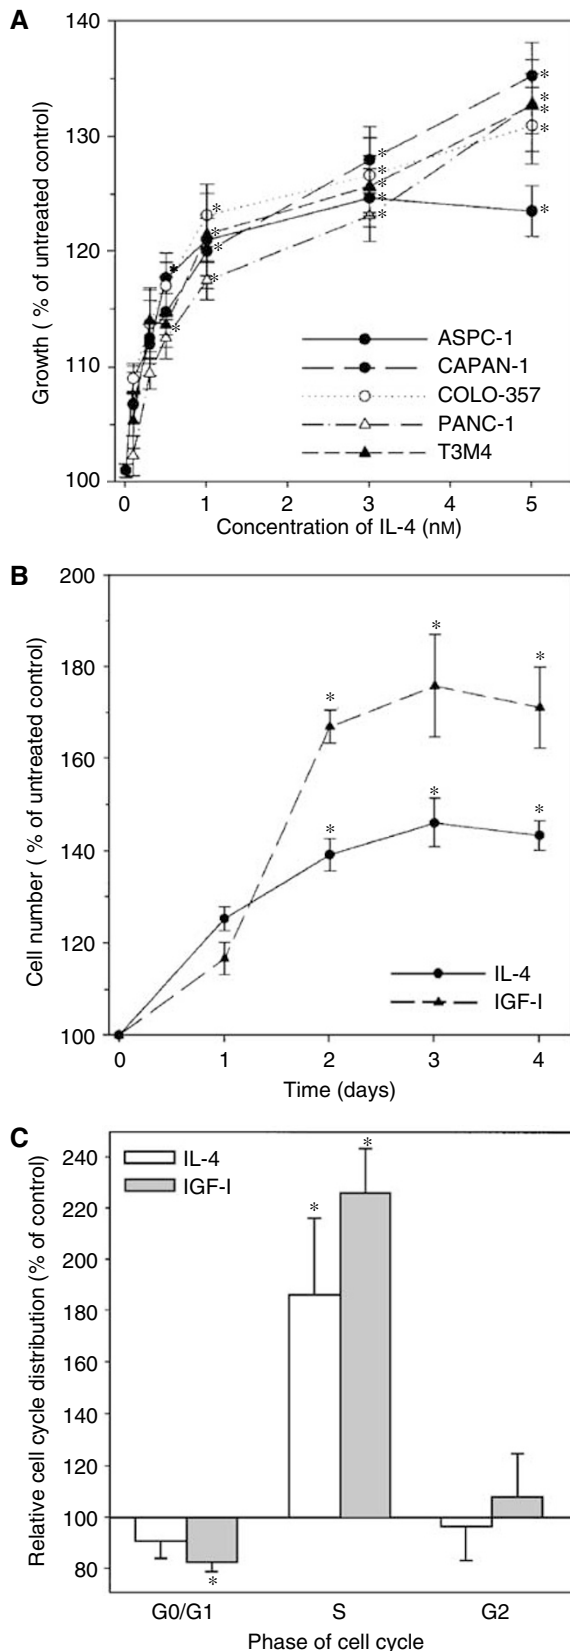 A
140
130
120
110
100
Growth ( % of untreated control)
* * * * * * * * * * * * * * *
ASPC-1
CAPAN-1
COLO-357
PANC-1
T3M4
0 1 2 3 4 5
Concentration of IL-4 (nM)
B
200
180
160
140
120
100
Cell number ( % of untreated control)
* * *
* * *
IL-4
IGF-I
0 1 2 3 4
Time (days)
C
240
220
200
180
160
140
120
100
80
Relative cell cycle distribution (% of control)
IL-4
IGF-I
* *
*
G0/G1 S G2
Phase of cell cycle